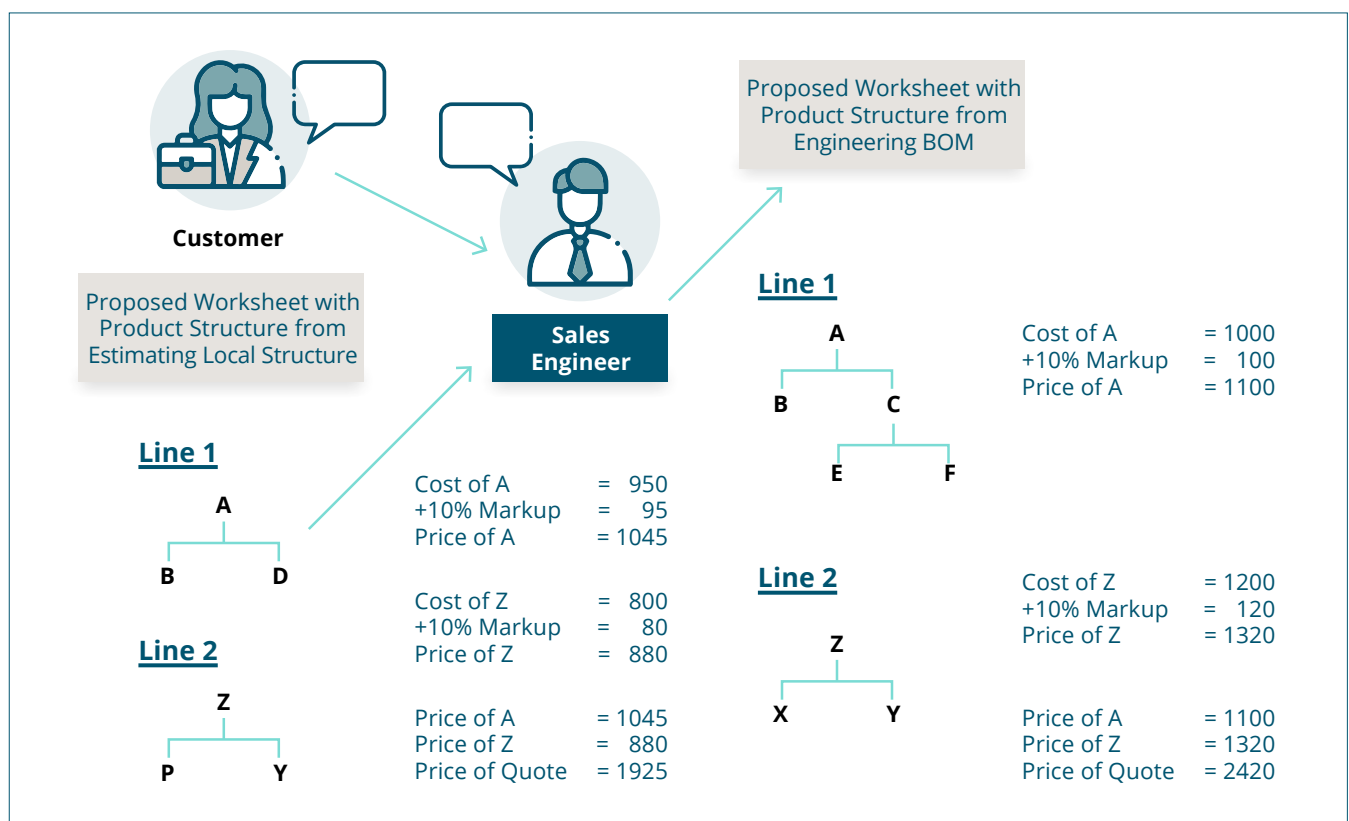 Customer
Proposed Worksheet with
Product Structure from
Estimating Local Structure
Line 1
A
B D
Line 2
Z
P Y
Cost of A = 950
+10% Markup = 95
Price of A = 1045
Cost of Z = 800
+10% Markup = 80
Price of Z = 880
Price of A = 1045
Price of Z = 880
Price of Quote = 1925
Sales
Engineer
Proposed Worksheet with
Product Structure from
Engineering BOM
Line 1
A
B C
E F
Cost of A = 1000
+10% Markup = 100
Price of A = 1100
Line 2
Z
X Y
Cost of Z = 1200
+10% Markup = 120
Price of Z = 1320
Price of A = 1100
Price of Z = 1320
Price of Quote = 2420